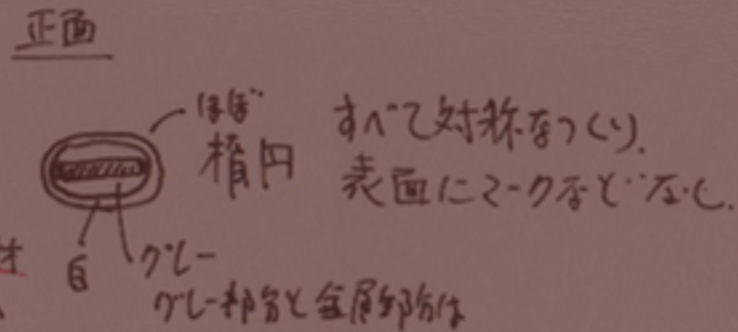 正面
ほぼ
楕円
すべて対称なつくり.
表面にマークなどなし.
材
白
グレー
グレー部分と金属部分は